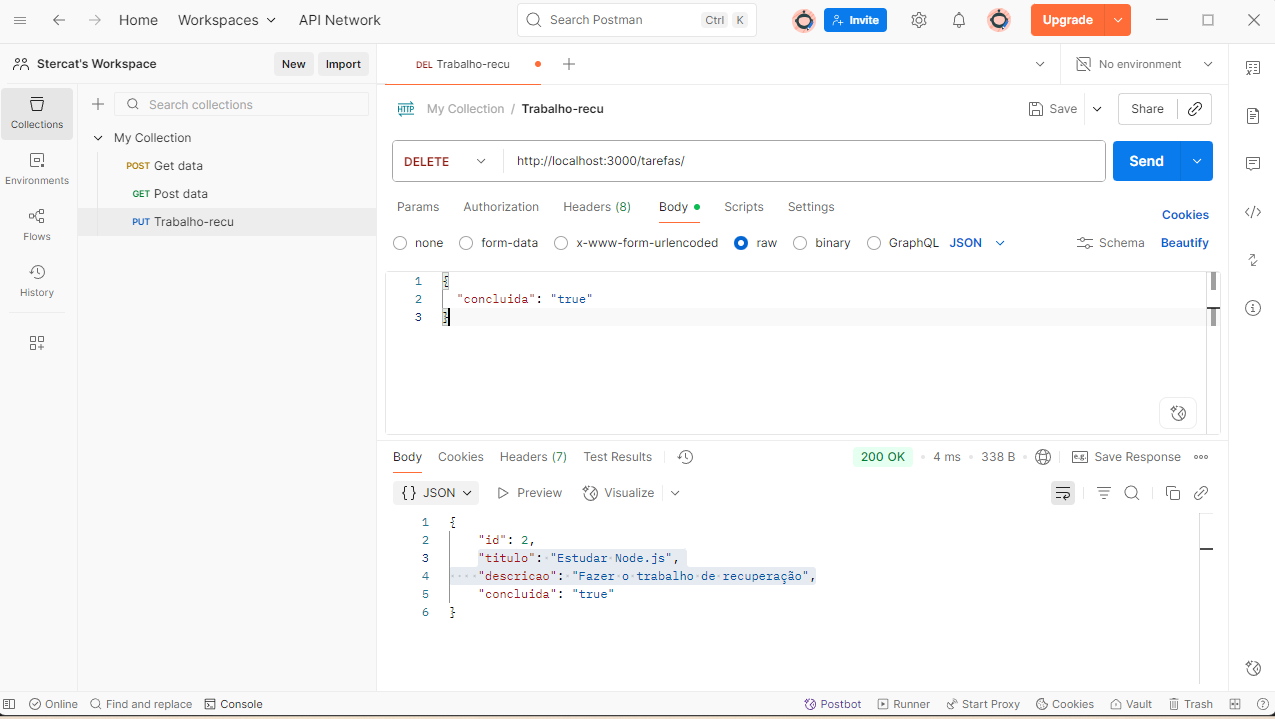 Home Workspaces API Network Search Postman Ctrl K Invite Upgrade
Stercat's Workspace New Import
DEL Trabalho-recu No environment
Collections
Environments
Flows
History
Search collections
My Collection
POST Get data
GET Post data
PUT Trabalho-recu
HTTP My Collection / Trabalho-recu Save Share
DELETE http://localhost:3000/tarefas/ Send
Params Authorization Headers (8) Body Scripts Settings Cookies
none form-data x-www-form-urlencoded raw binary GraphQL JSON Schema Beautify
1 {
2 "concluida": "true"
3 }
Body Cookies Headers (7) Test Results 200 OK 4 ms 338 B e.g. Save Response
{} JSON Preview Visualize
1 {
2 "id": 2,
3 "titulo": "Estudar Node.js",
4 "descricao": "Fazer o trabalho de recuperação",
5 "concluida": "true"
6 }
Online Find and replace Console Postbot Runner Start Proxy Cookies Vault Trash